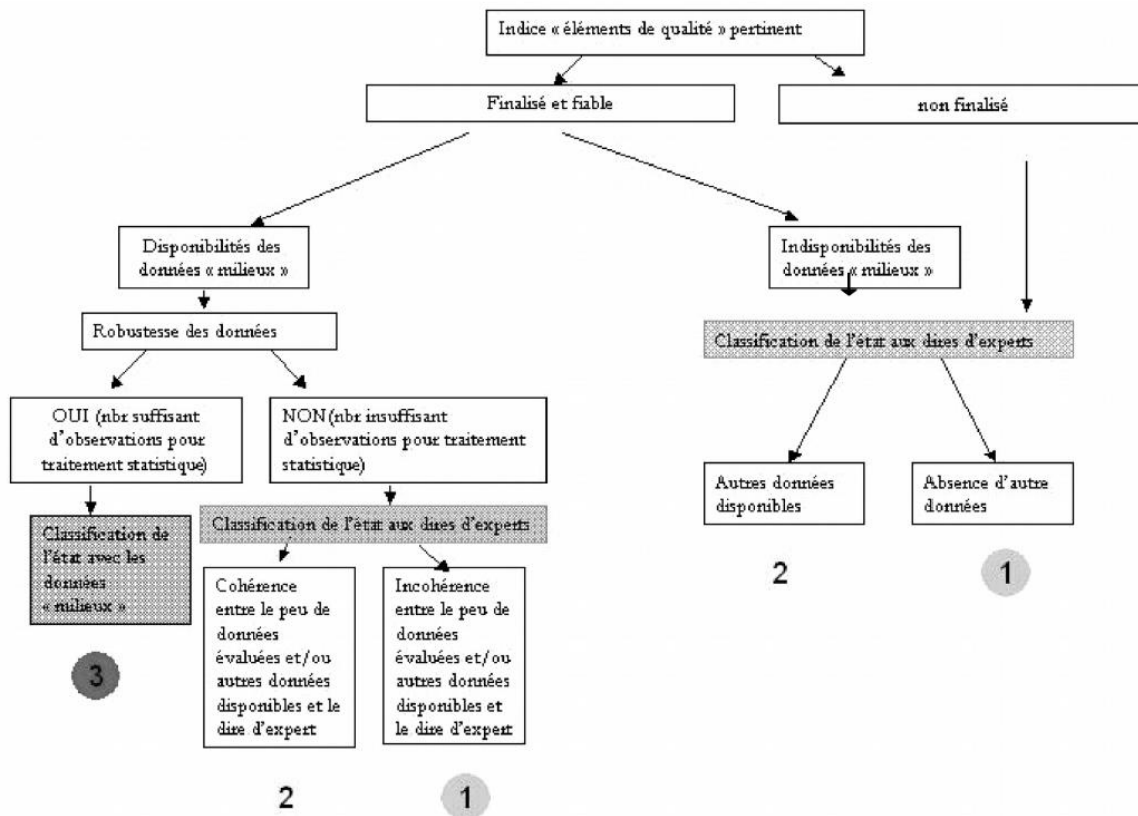 Indice « éléments de qualité » pertinent
Finalisé et fiable
non finalisé
Disponibilités des
données « milieux »
Indisponibilités des
données « milieux »
Robustesse des données
Classification de l'état aux dires d'experts
OUI (nbr suffisant
d'observations pour
traitement statistique)
NON (nbr insuffisant
d'observations pour traitement
statistique)
Autres données
disponibles
Absence d'autre
données
Classification de
l'état avec les
données
« milieux »
Classification de l'état aux dires d'experts
2
1
Cohérence
entre le peu de
données
évaluées et/ou
autres données
disponibles et le
dire d'expert
Incohérence
entre le peu de
données
évaluées et/ou
autres données
disponibles et
le dire d'expert
3
2
1